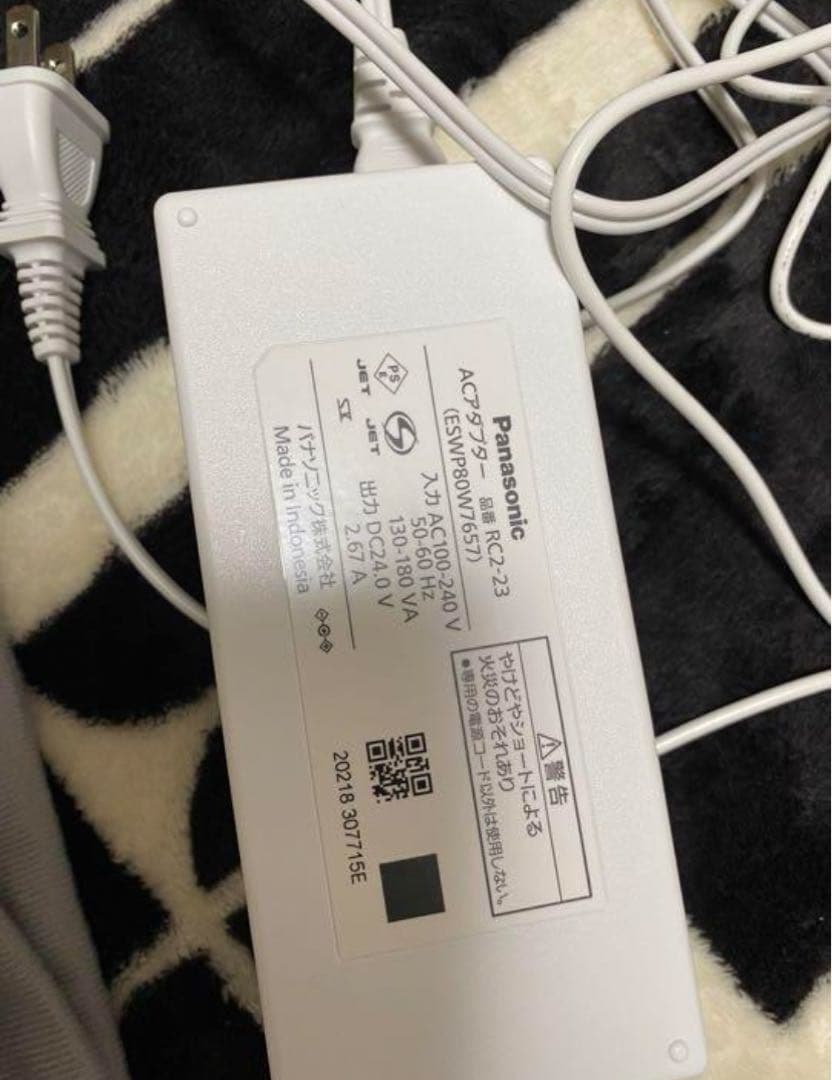 Panasonic
ACアダプター 品番 RC2-23
(ESWP80W7657)
入力 AC100-240 V
50-60 Hz
130-180 VA
出力 DC24.0 V
2.67 A
PS
E
JET
JET
パナソニック株式会社
Made in Indonesia
警告
やけどやショートによる
火災のおそれあり
●専用の電源コード以外は使用しない。
20218 307715E